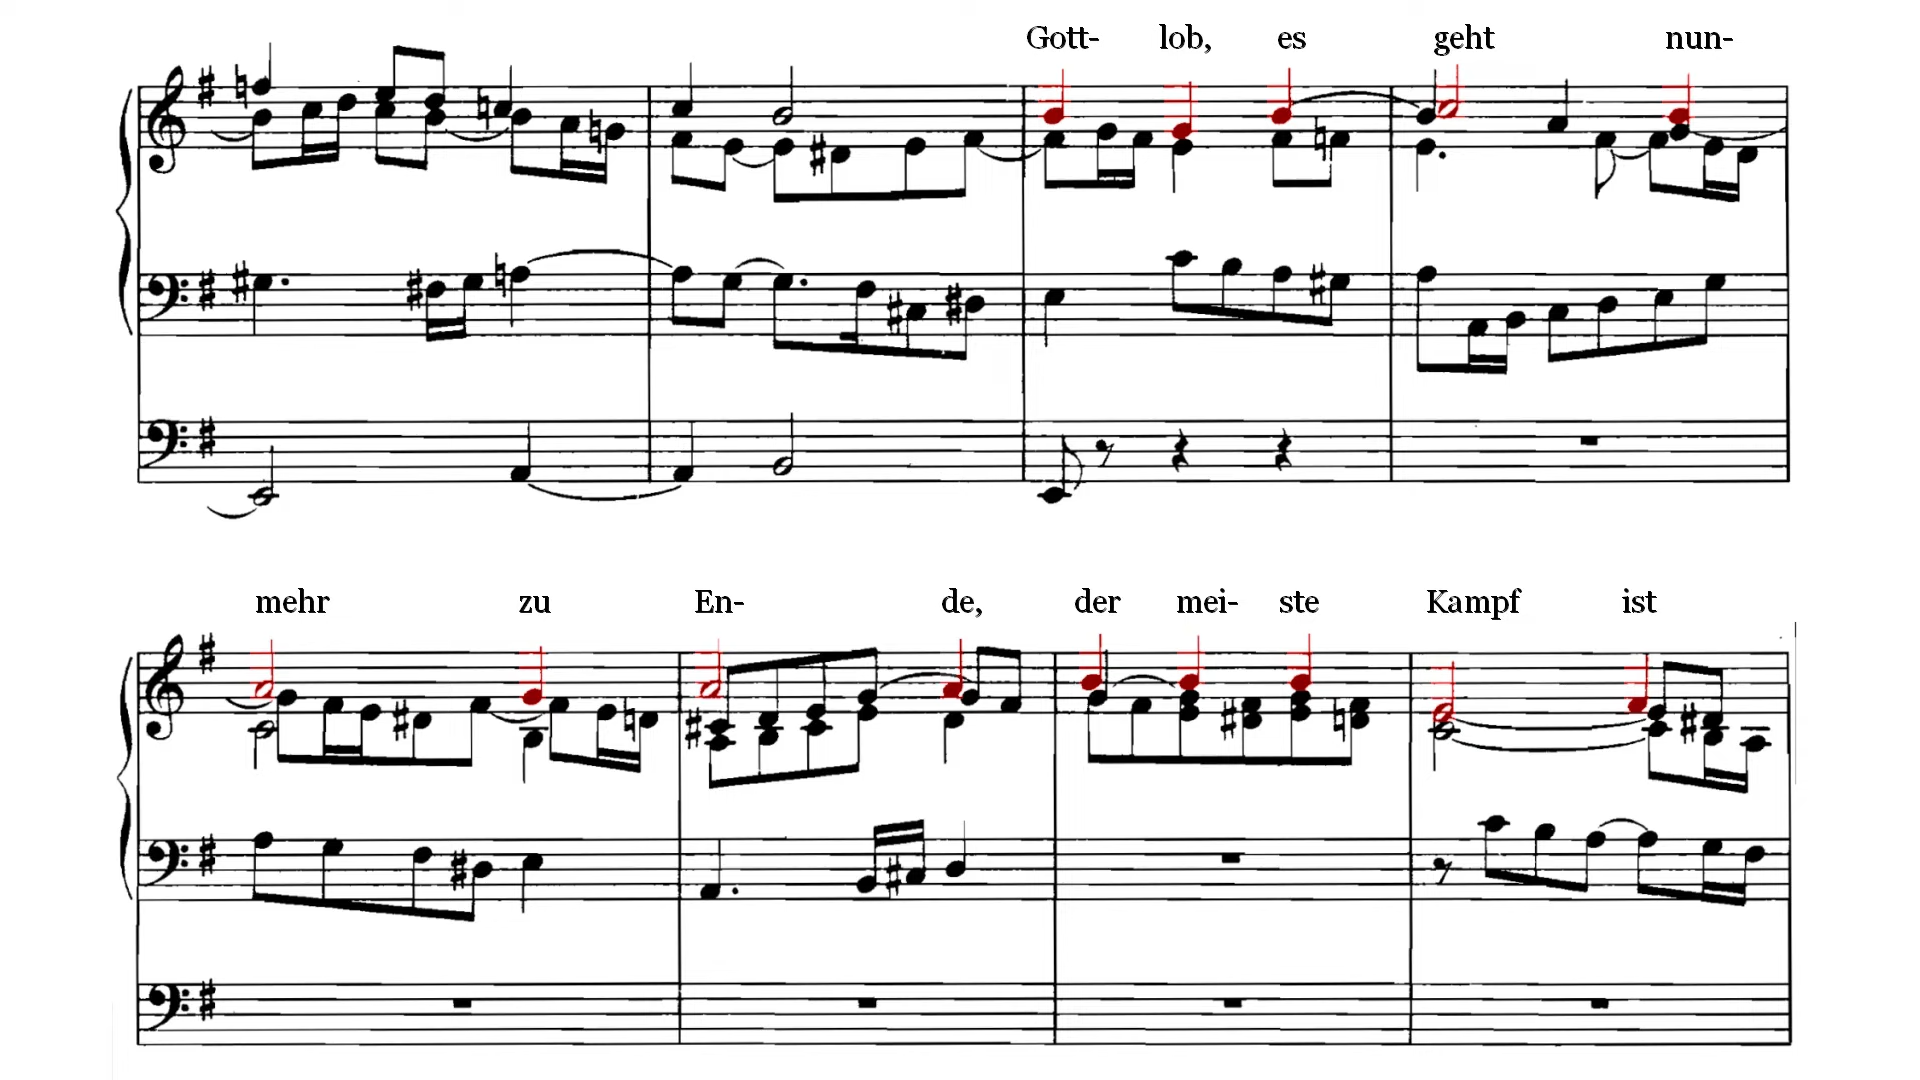 Gott- lob, es geht nun-
mehr zu En- de, der mei- ste Kampf ist